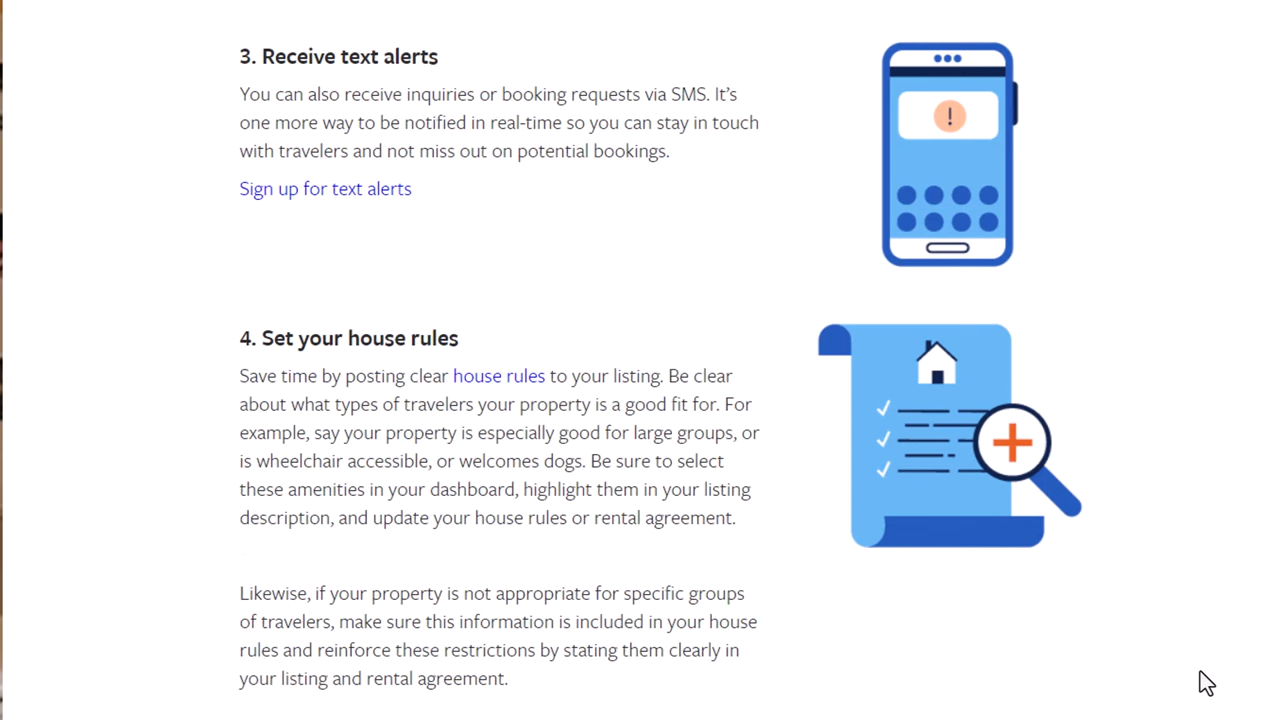 3. Receive text alerts
You can also receive inquiries or booking requests via SMS. It’s
one more way to be notified in real-time so you can stay in touch
with travelers and not miss out on potential bookings.
Sign up for text alerts
!
4. Set your house rules
Save time by posting clear house rules to your listing. Be clear
about what types of travelers your property is a good fit for. For
example, say your property is especially good for large groups, or
is wheelchair accessible, or welcomes dogs. Be sure to select
these amenities in your dashboard, highlight them in your listing
description, and update your house rules or rental agreement.
Likewise, if your property is not appropriate for specific groups
of travelers, make sure this information is included in your house
rules and reinforce these restrictions by stating them clearly in
your listing and rental agreement.